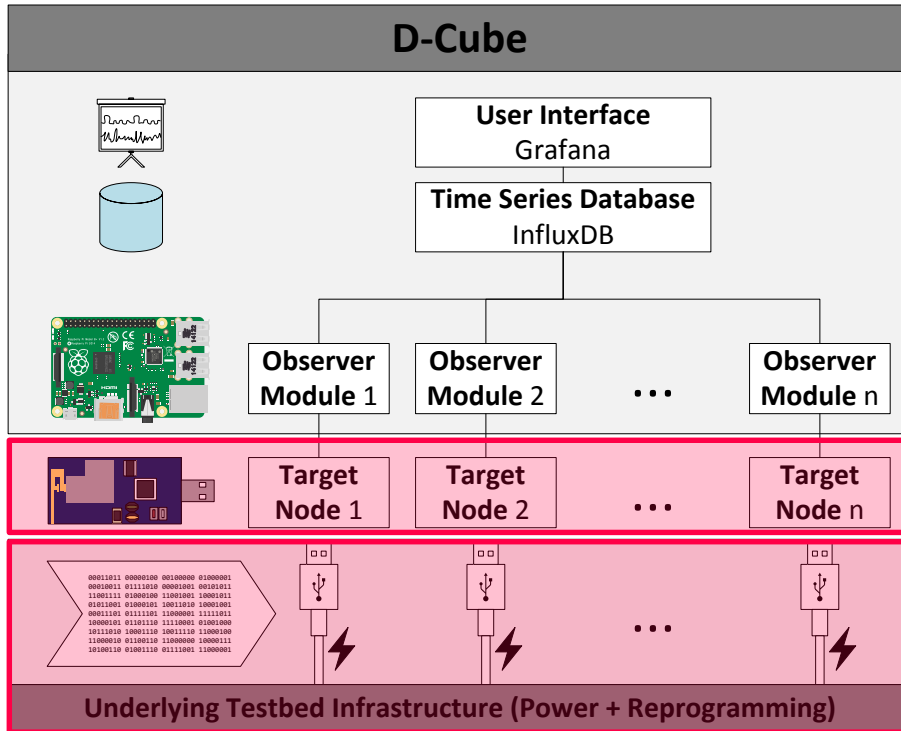 D-Cube
User Interface
Grafana
Time Series Database
InfluxDB
HDMI
Observer
Module 1
Observer
Module 2
...
Observer
Module n
Target
Node 1
Target
Node 2
...
Target
Node n
00011011 00000100 00100000 01000001
00010011 01111010 00001001 00101011
11001111 01000100 11001001 10001011
01011001 01000101 10011010 10001001
00011101 01111101 11000001 11111011
10000101 01101110 11110001 01001000
10111010 10001110 10011110 11000100
11000010 01100110 11000000 10000111
10100110 01001110 01111001 11000001
...
Underlying Testbed Infrastructure (Power + Reprogramming)